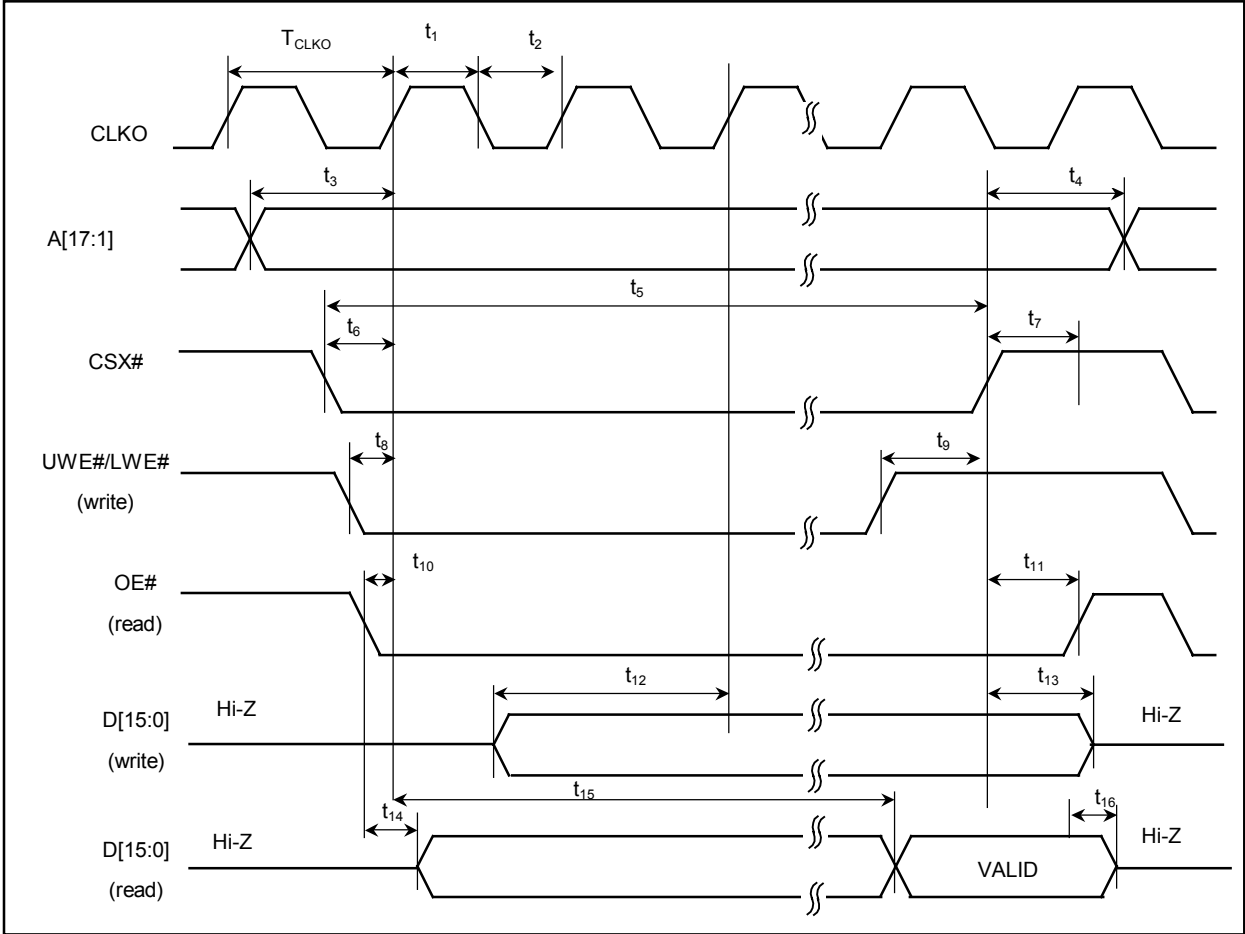 T_CLKO t₁ t₂
CLKO
t₃ t₄
A[17:1]
t₅
t₆ t₇
CSX#
t₈ t₉
UWE#/LWE#
(write)
t₁₀ t₁₁
OE#
(read)
t₁₂ t₁₃
Hi-Z Hi-Z
D[15:0]
(write)
t₁₅
t₁₄ t₁₆
Hi-Z Hi-Z
D[15:0]
VALID
(read)